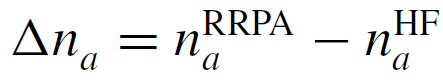 Δn_a = n_a^RRPA − n_a^HF